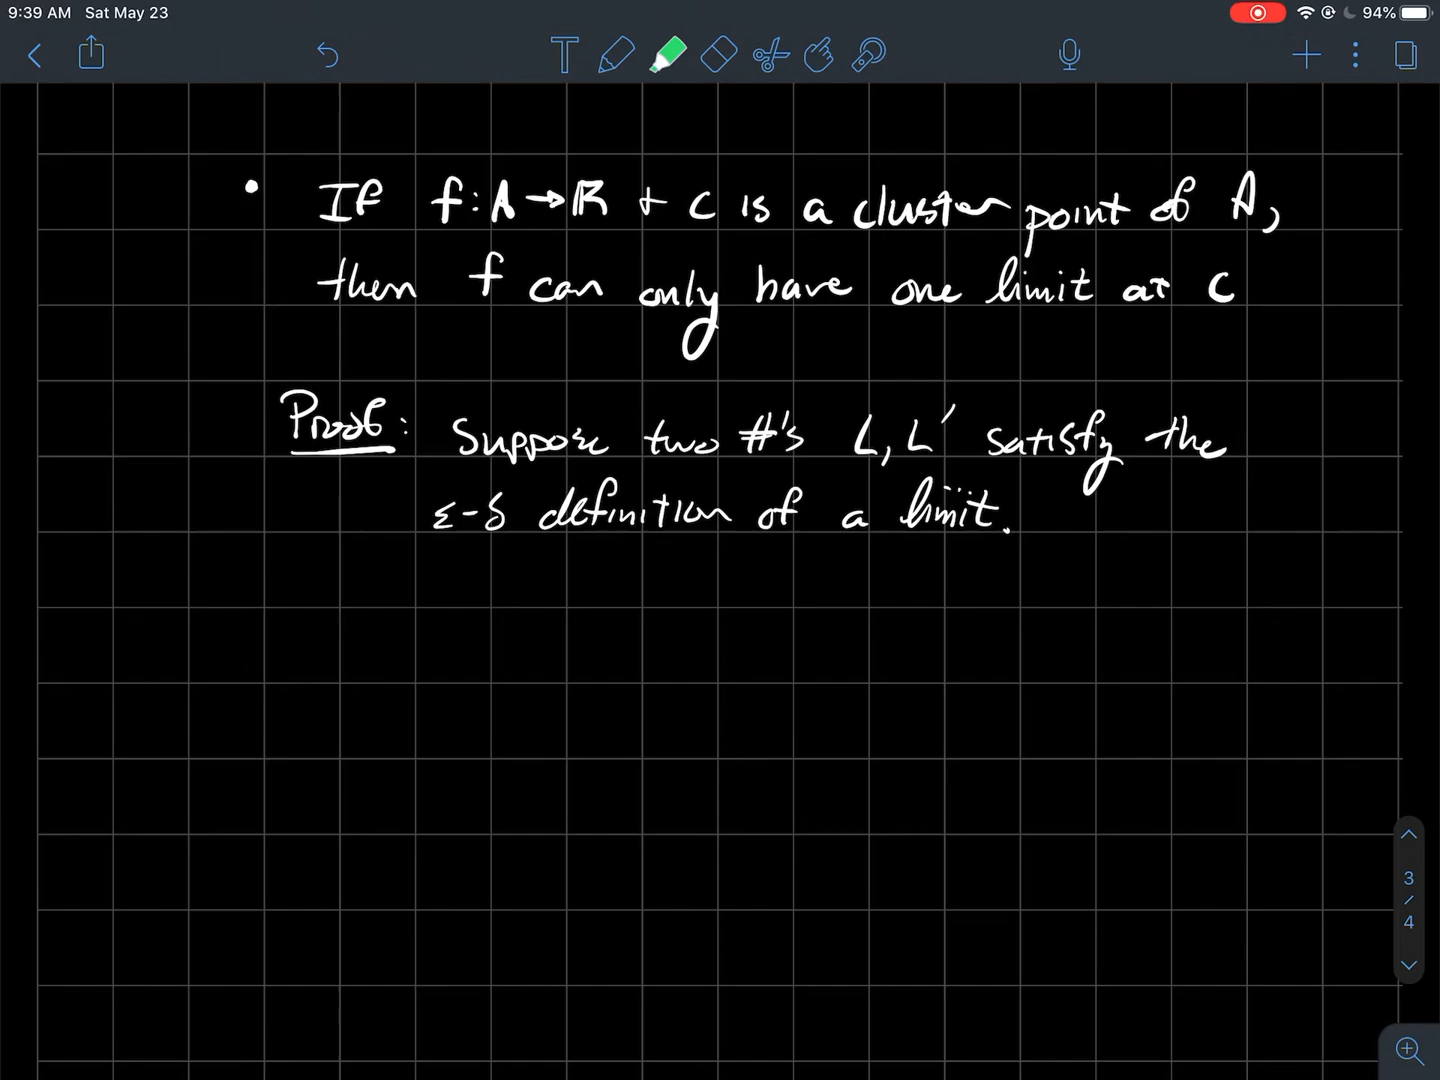 9:39 AM Sat May 23 94%
• If f: A → ℝ + c is a cluster point of A,
then f can only have one limit at c
Proof: Suppose two #'s L, L' satisfy the
ε-δ definition of a limit.
3
/
4